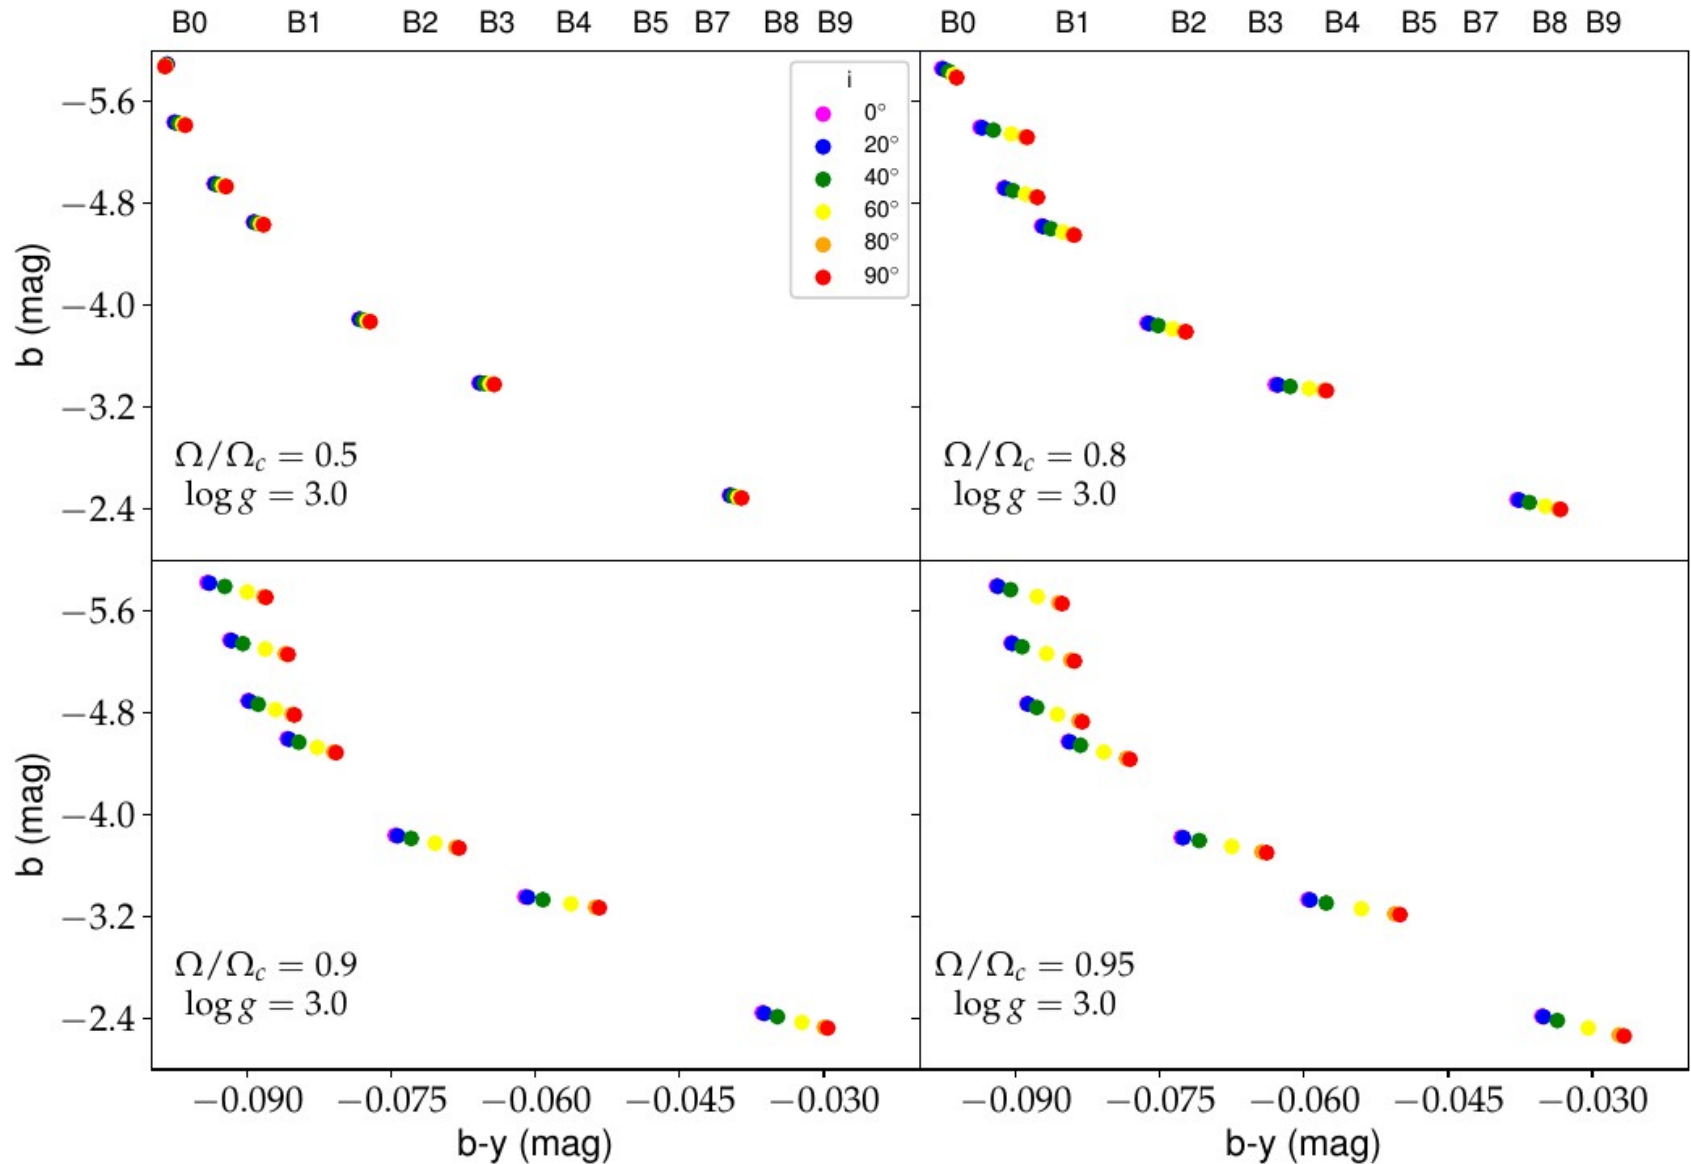 B0 B1 B2 B3 B4 B5 B7 B8 B9 B0 B1 B2 B3 B4 B5 B7 B8 B9
i
0°
20°
40°
60°
80°
90°
−5.6
−4.8
−4.0
−3.2
−2.4
b (mag)
Ω/Ωc = 0.5
log g = 3.0
Ω/Ωc = 0.8
log g = 3.0
−5.6
−4.8
−4.0
−3.2
−2.4
b (mag)
Ω/Ωc = 0.9
log g = 3.0
Ω/Ωc = 0.95
log g = 3.0
−0.090 −0.075 −0.060 −0.045 −0.030 −0.090 −0.075 −0.060 −0.045 −0.030
b-y (mag) b-y (mag)